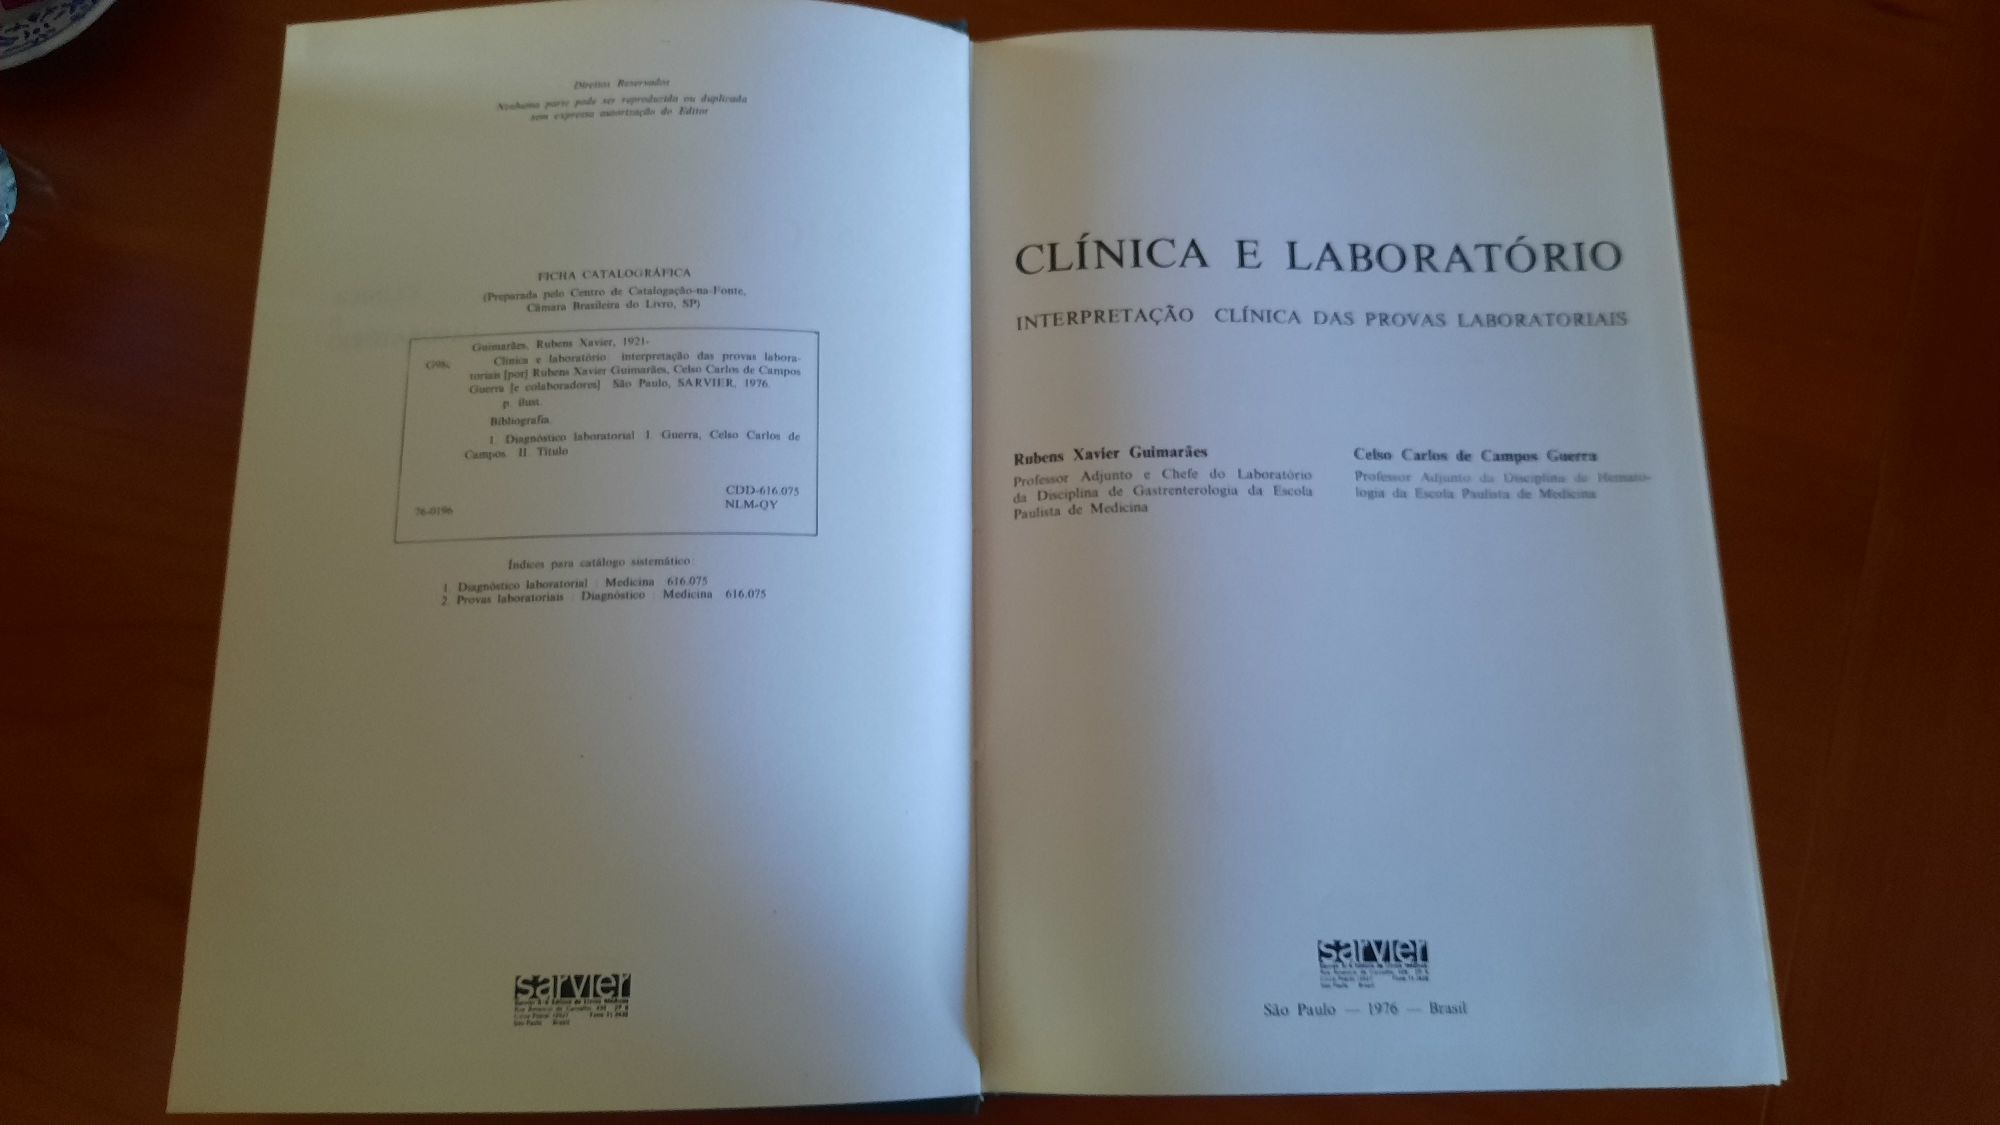 Direitos Reservados
Nenhuma parte pode ser reproduzida ou duplicada
sem expressa autorização do Editor
FICHA CATALOGRÁFICA
(Preparada pelo Centro de Catalogação-na-Fonte,
Câmara Brasileira do Livro, SP)
Guimarães, Rubens Xavier, 1921-
G98c
Clínica e laboratório: interpretação das provas labora-
toriais [por] Rubens Xavier Guimarães, Celso Carlos de Campos
Guerra [e colaboradores] São Paulo, SARVIER, 1976.
p. ilust.
Bibliografia.
1. Diagnóstico laboratorial I. Guerra, Celso Carlos de
Campos. II. Título
CDD-616.075
76-0196 NLM-QY
Índices para catálogo sistemático:
1. Diagnóstico laboratorial : Medicina 616.075
2. Provas laboratoriais : Diagnóstico : Medicina 616.075
sarvier
São Paulo Brasil
CLÍNICA E LABORATÓRIO
INTERPRETAÇÃO CLÍNICA DAS PROVAS LABORATORIAIS
Rubens Xavier Guimarães
Professor Adjunto e Chefe do Laboratório
da Disciplina de Gastrenterologia da Escola
Paulista de Medicina
Celso Carlos de Campos Guerra
Professor Adjunto da Disciplina de Hemato-
logia da Escola Paulista de Medicina
sarvier
São Paulo Brasil
São Paulo — 1976 — Brasil